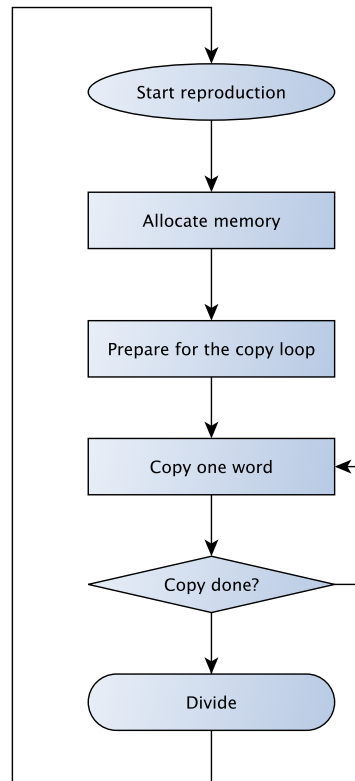 Start reproduction
Allocate memory
Prepare for the copy loop
Copy one word
Copy done?
Divide